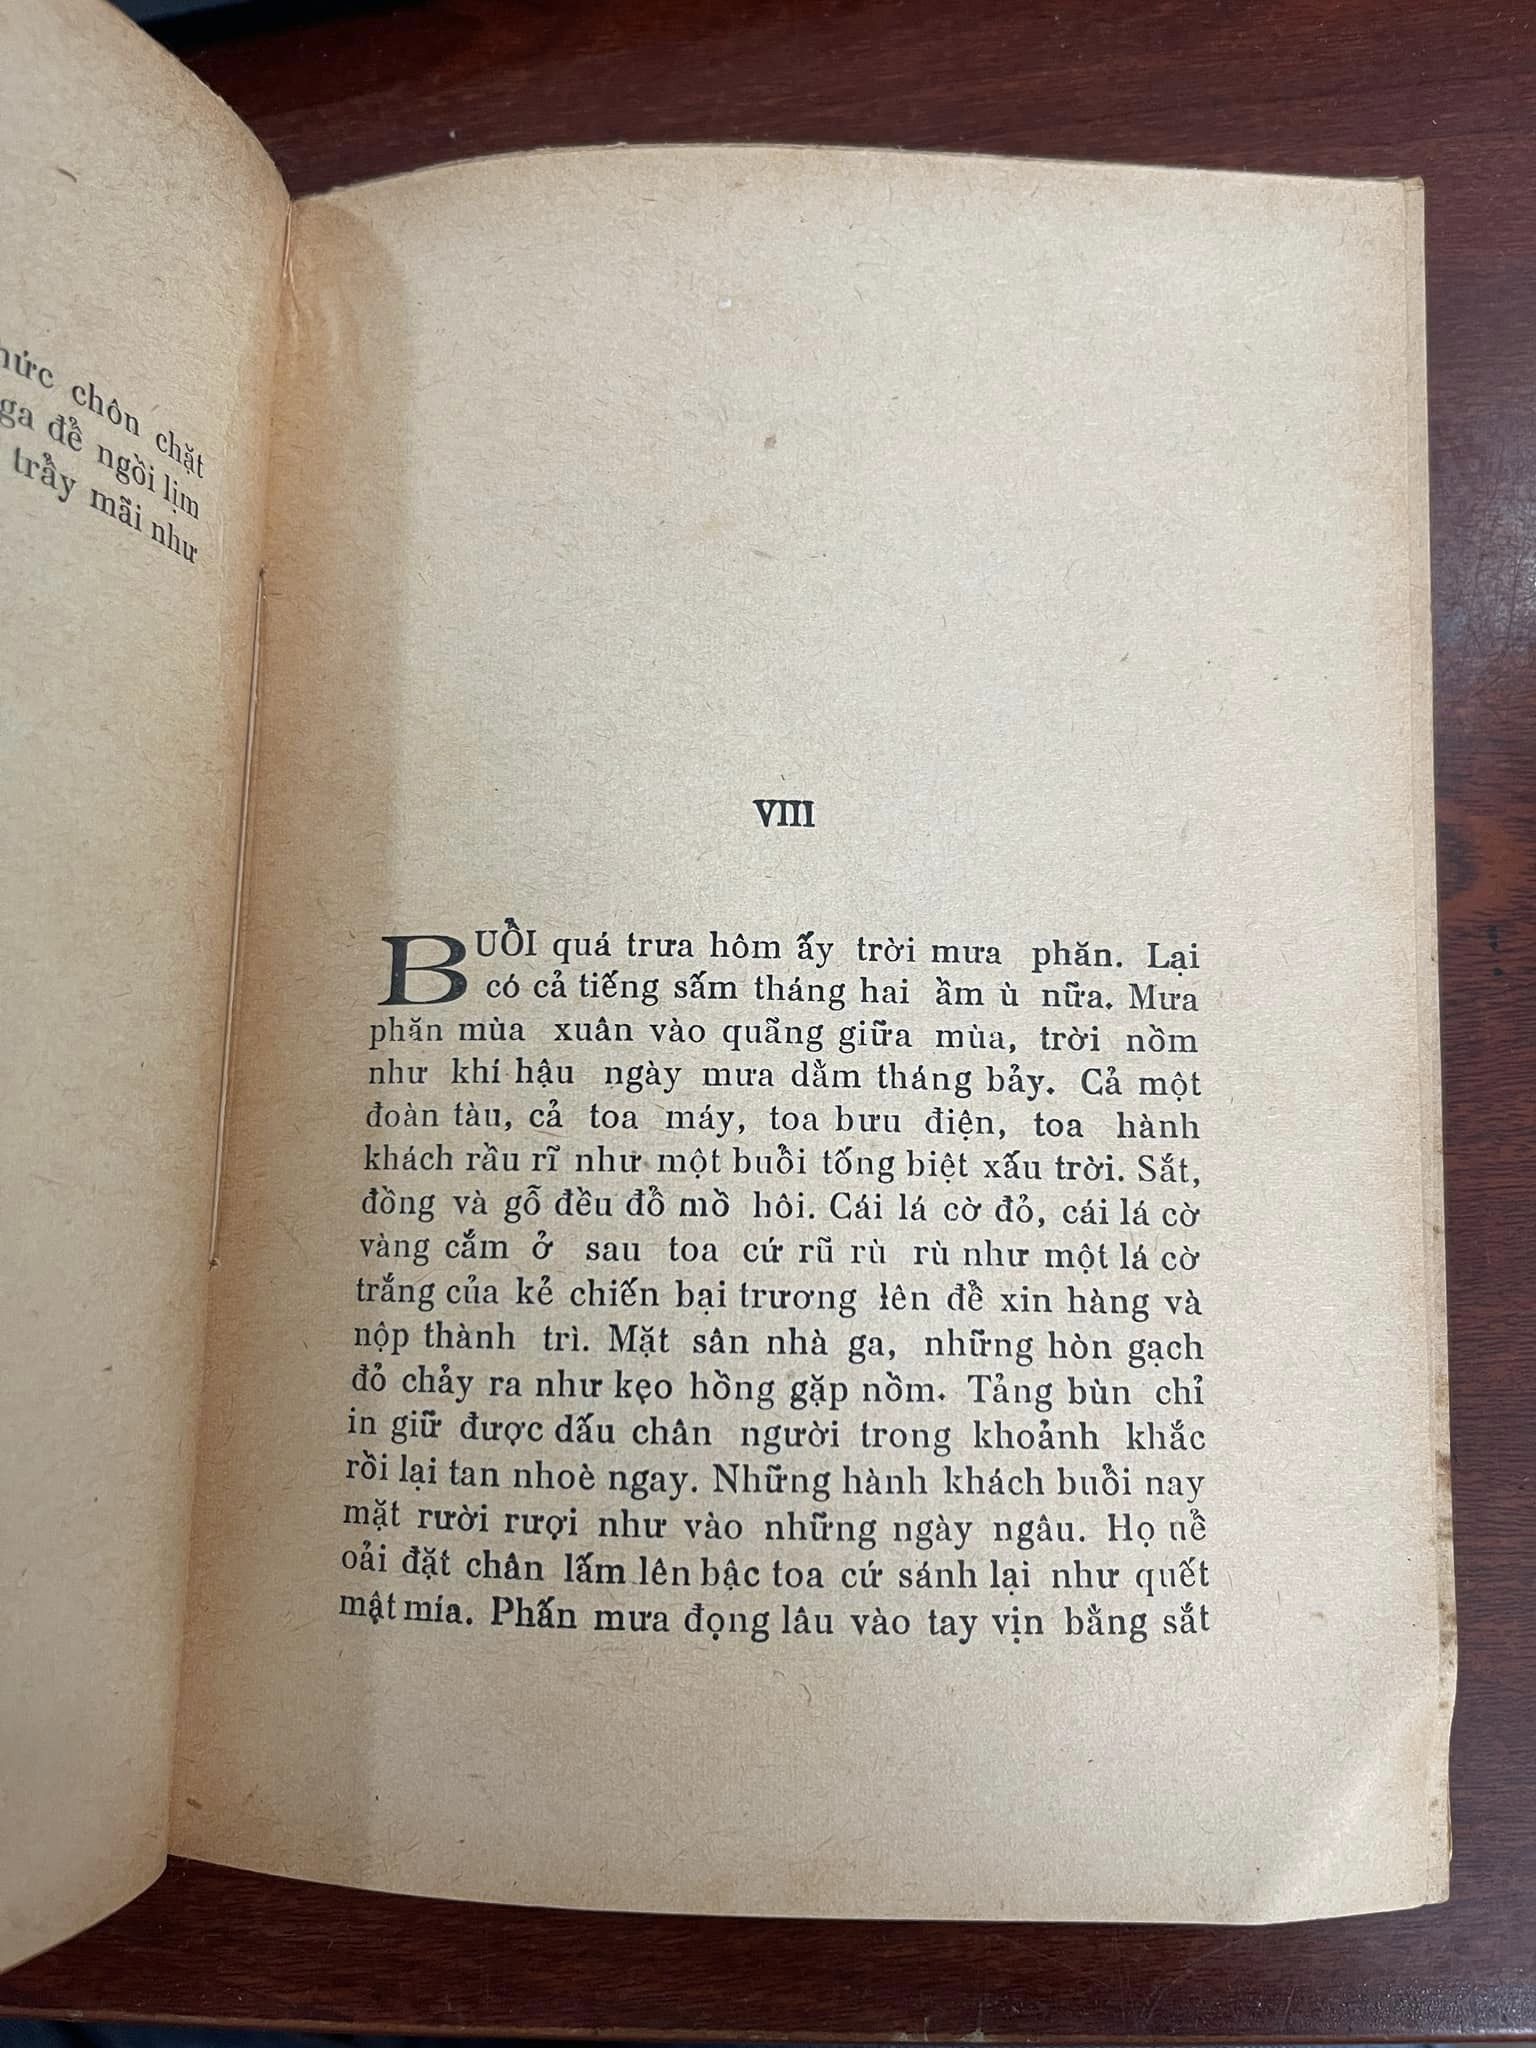 chôn chặt
ga để ngồi lịm
trẩy mãi như
VIII
BUỔI quá trưa hôm ấy trời mưa phăn. Lại
có cả tiếng sấm tháng hai ầm ù nữa. Mưa
phăn mùa xuân vào quãng giữa mùa, trời nồm
như khí hậu ngày mưa dằm tháng bảy. Cả một
đoàn tàu, cả toa máy, toa bưu điện, toa hành
khách rầu rĩ như một buổi tống biệt xấu trời. Sắt,
đồng và gỗ đều đổ mồ hôi. Cái lá cờ đỏ, cái lá cờ
vàng cắm ở sau toa cứ rũ rù rù như một lá cờ
trắng của kẻ chiến bại trương lên để xin hàng và
nộp thành trì. Mặt sân nhà ga, những hòn gạch
đỏ chảy ra như kẹo hồng gặp nồm. Tảng bùn chỉ
in giữ được dấu chân người trong khoảnh khắc
rồi lại tan nhoè ngay. Những hành khách buổi nay
mặt rười rượi như vào những ngày ngâu. Họ nể
oải đặt chân lấm lên bậc toa cứ sánh lại như quết
mật mía. Phấn mưa đọng lâu vào tay vịn bằng sắt